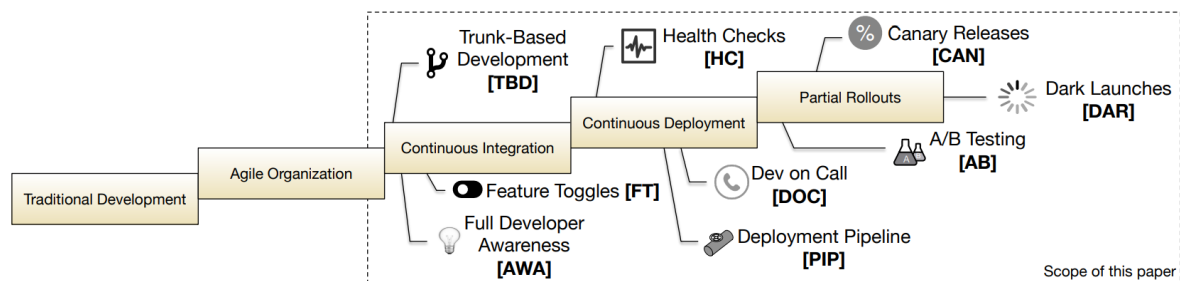 Traditional Development
Agile Organization
Continuous Integration
Trunk-Based
Development
[TBD]
Feature Toggles [FT]
Full Developer
Awareness
[AWA]
Continuous Deployment
Health Checks
[HC]
Dev on Call
[DOC]
Deployment Pipeline
[PIP]
Partial Rollouts
%
Canary Releases
[CAN]
Dark Launches
[DAR]
A
A/B Testing
[AB]
Scope of this paper